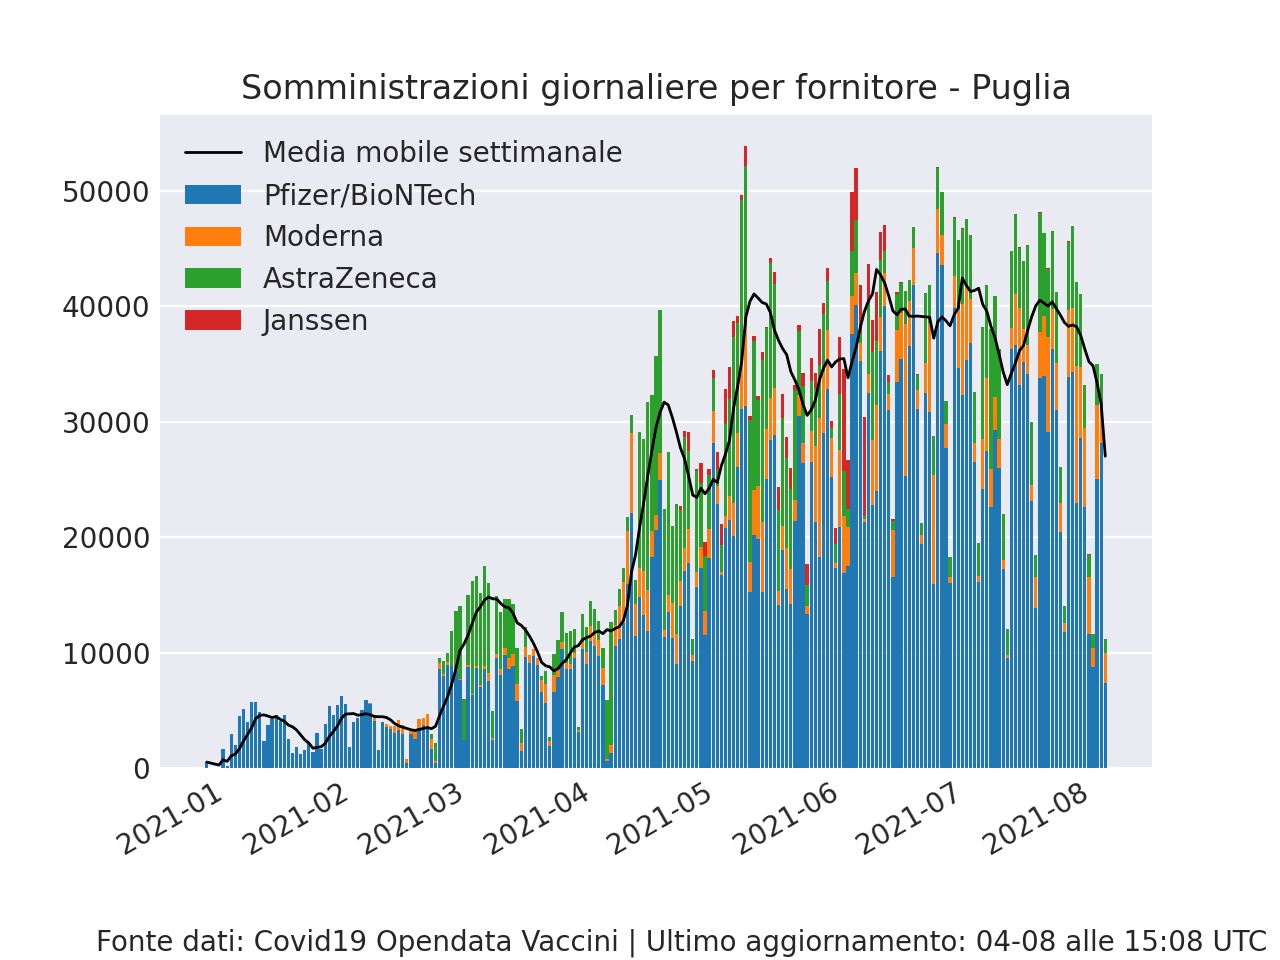 Somministrazioni giornaliere per fornitore - Puglia
Media mobile settimanale
Pfizer/BioNTech
Moderna
AstraZeneca
Janssen
50000
40000
30000
20000
10000
0
2021-01
2021-02
2021-03
2021-04
2021-05
2021-06
2021-07
2021-08
Fonte dati: Covid19 Opendata Vaccini | Ultimo aggiornamento: 04-08 alle 15:08 UTC